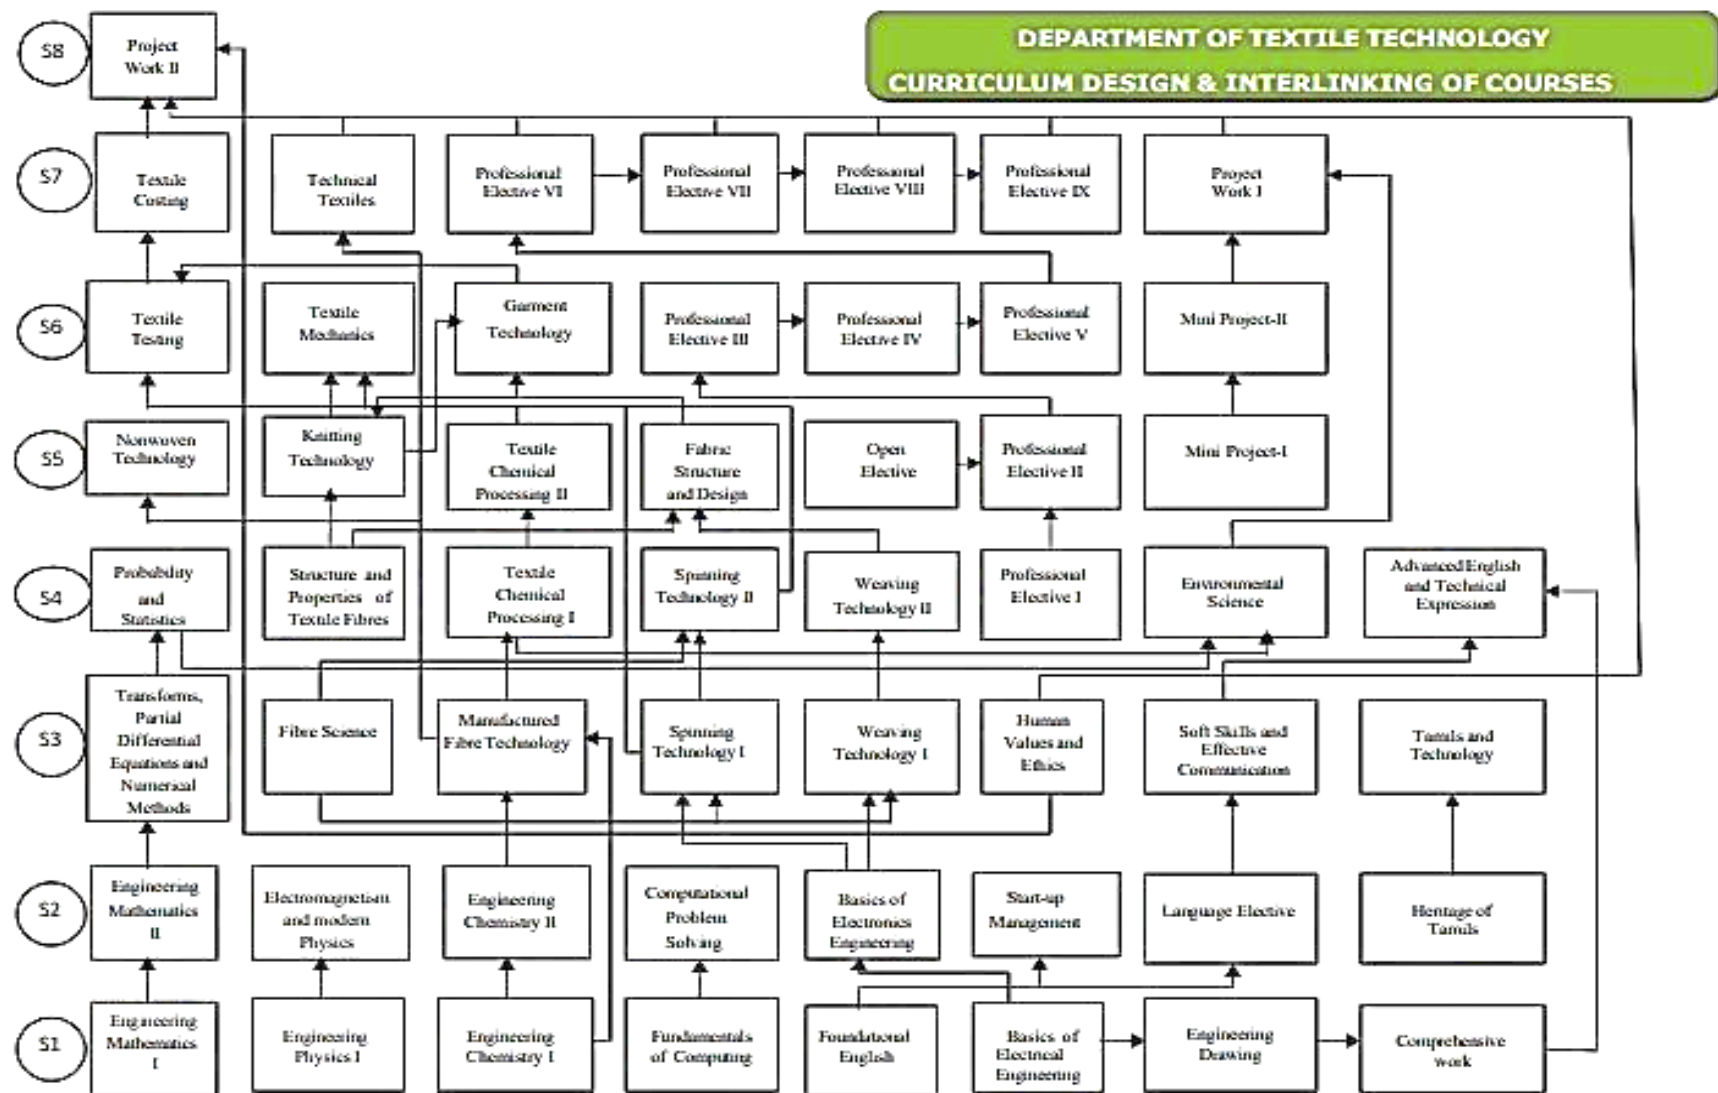 DEPARTMENT OF TEXTILE TECHNOLOGY
CURRICULUM DESIGN & INTERLINKING OF COURSES
S8
Project
Work II
S7
Textile
Costing
Technical
Textiles
Professional
Elective VI
Professional
Elective VII
Professional
Elective VIII
Professional
Elective IX
Project
Work I
S6
Textile
Testing
Textile
Mechanics
Garment
Technology
Professional
Elective III
Professional
Elective IV
Professional
Elective V
Mini Project-II
S5
Nonwoven
Technology
Knitting
Technology
Textile
Chemical
Processing II
Fabric
Structure
and Design
Open
Elective
Professional
Elective II
Mini Project-I
S4
Probability
and
Statistics
Structure and
Properties of
Textile Fibres
Textile
Chemical
Processing I
Spinning
Technology II
Weaving
Technology II
Professional
Elective I
Environmental
Science
Advanced English
and Technical
Expression
S3
Transforms,
Partial
Differential
Equations and
Numerical
Methods
Fibre Science
Manufactured
Fibre Technology
Spinning
Technology I
Weaving
Technology I
Human
Values and
Ethics
Soft Skills and
Effective
Communication
Tamils and
Technology
S2
Engineering
Mathematics
II
Electromagnetism
and modern
Physics
Engineering
Chemistry II
Computational
Problem
Solving
Basics of
Electronics
Engineering
Start-up
Management
Language Elective
Heritage of
Tamils
S1
Engineering
Mathematics
I
Engineering
Physics I
Engineering
Chemistry I
Fundamentals
of Computing
Foundational
English
Basics of
Electrical
Engineering
Engineering
Drawing
Comprehensive
work